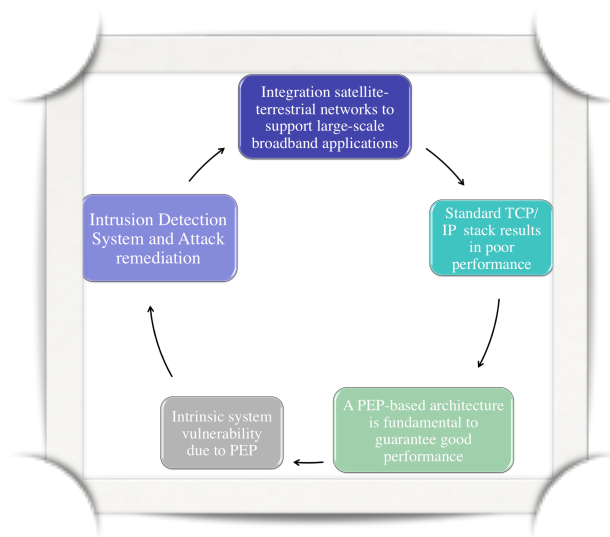 Integration satellite-
terrestrial networks to
support large-scale
broadband applications
Standard TCP/
IP stack results
in poor
performance
A PEP-based architecture
is fundamental to
guarantee good
performance
Intrinsic system
vulnerability
due to PEP
Intrusion Detection
System and Attack
remediation